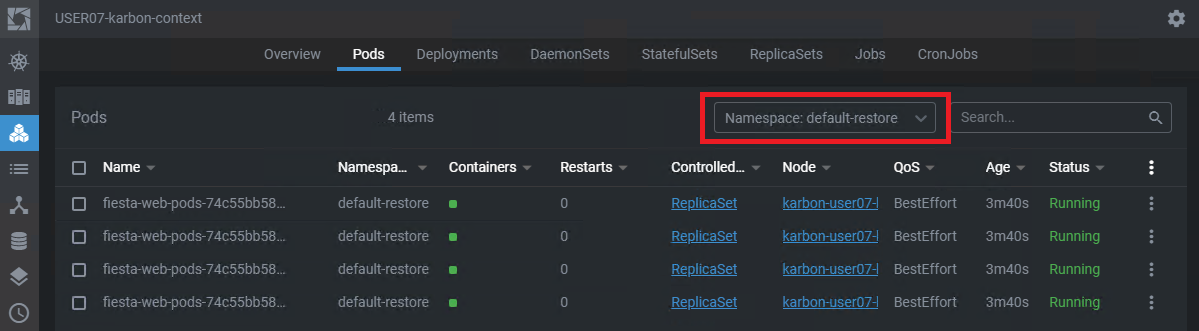 USER07-karbon-context
Overview Pods Deployments DaemonSets StatefulSets ReplicaSets Jobs CronJobs
Pods 4 items Namespace: default-restore Search...
Name Namespa... Containers Restarts Controlled... Node QoS Age Status
fiesta-web-pods-74c55bb58... default-restore 0 ReplicaSet karbon-user07-l BestEffort 3m40s Running
fiesta-web-pods-74c55bb58... default-restore 0 ReplicaSet karbon-user07-l BestEffort 3m40s Running
fiesta-web-pods-74c55bb58... default-restore 0 ReplicaSet karbon-user07-l BestEffort 3m40s Running
fiesta-web-pods-74c55bb58... default-restore 0 ReplicaSet karbon-user07-l BestEffort 3m40s Running